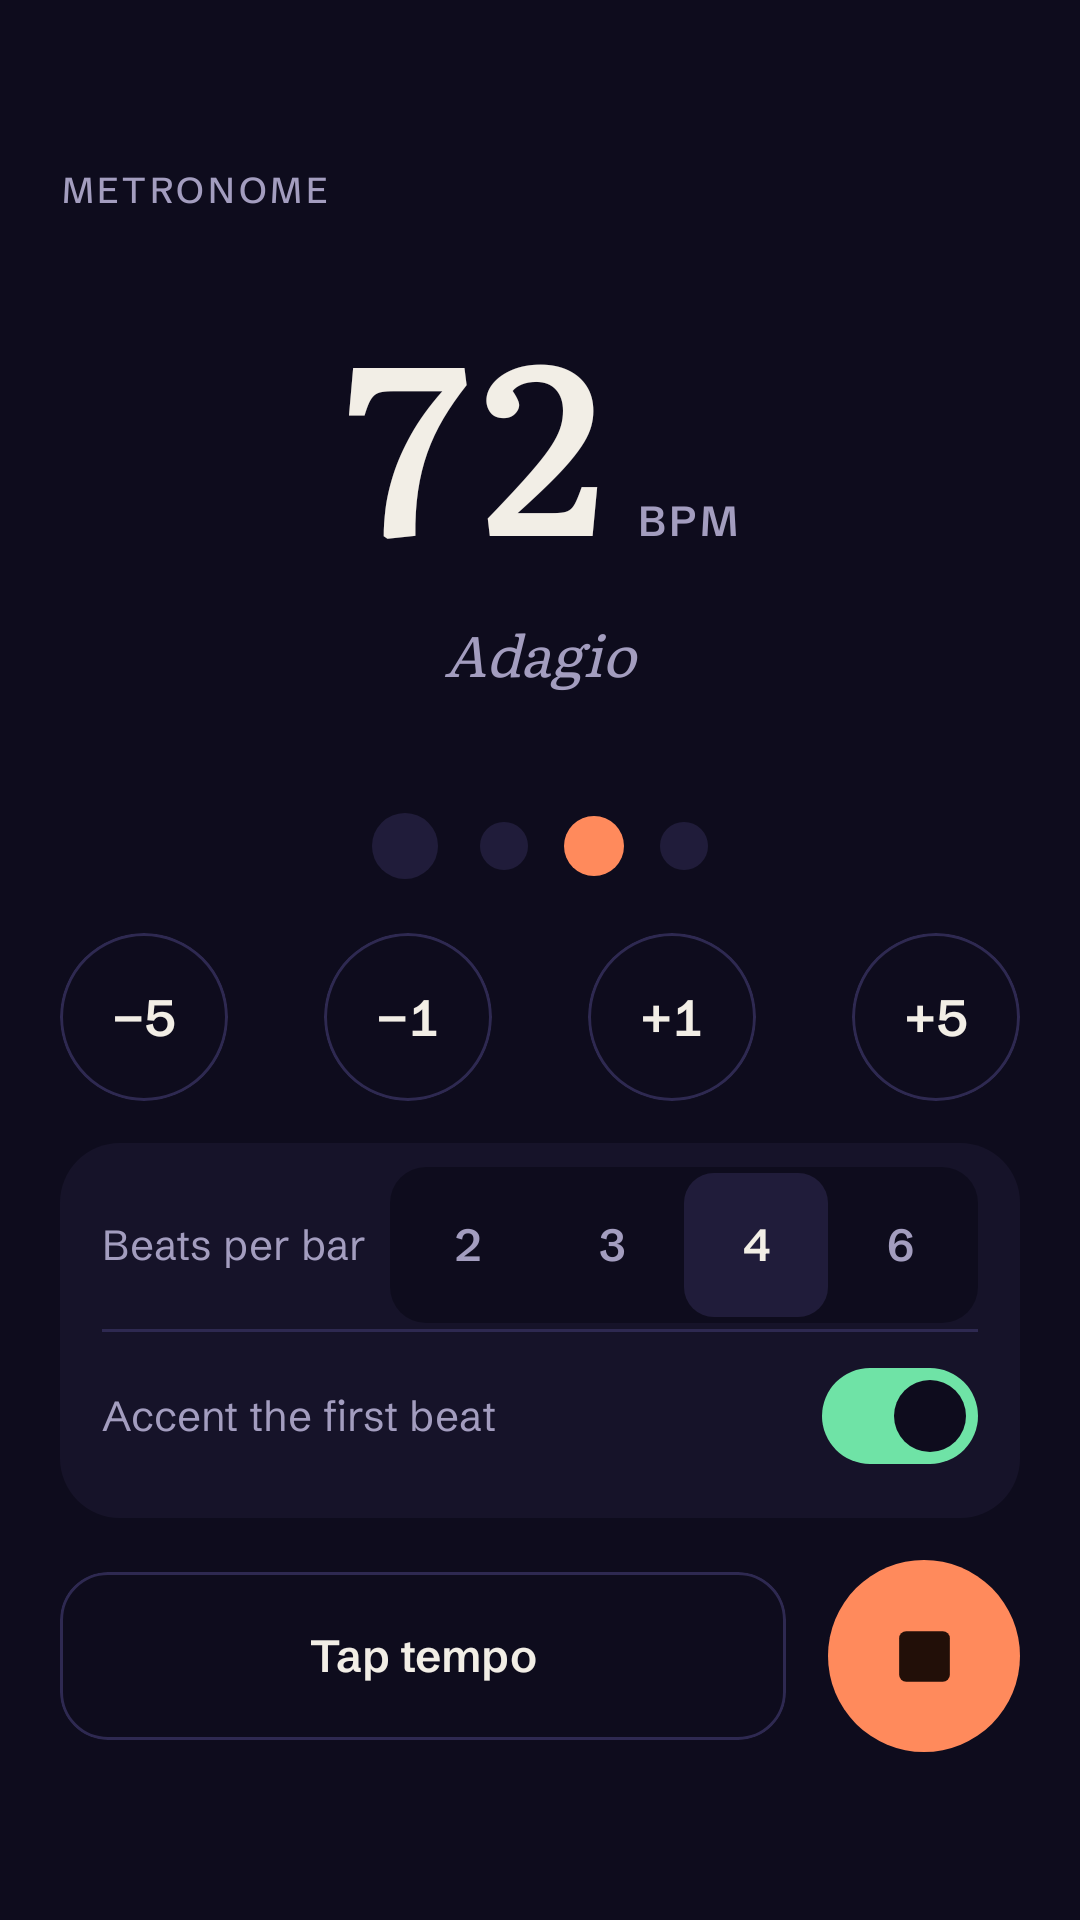 METRONOME
72 BPM
Adagio
−5 −1 +1 +5
Beats per bar 2 3 4 6
Accent the first beat
Tap tempo